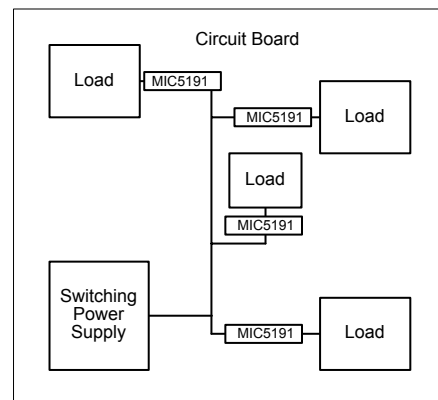 Circuit Board
Load
MIC5191
MIC5191
Load
Load
MIC5191
Switching
Power
Supply
MIC5191
Load